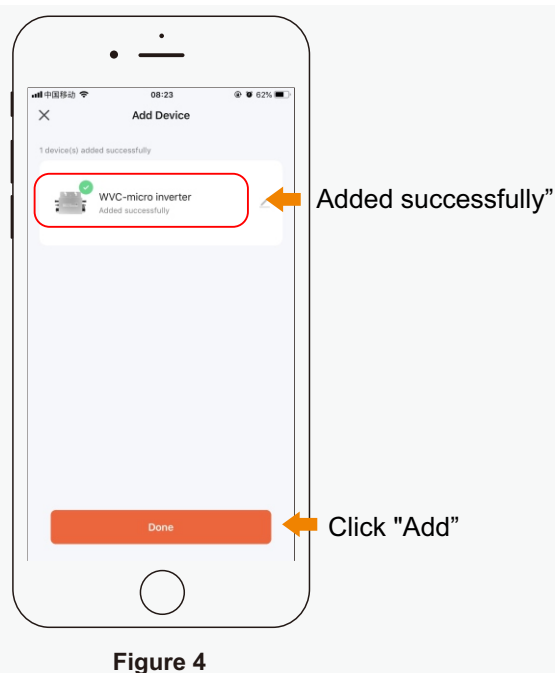 中国移动 08:23 62%
Add Device
1 device(s) added successfully
WVC-micro inverter
Added successfully
Added successfully”
Done
Click "Add”
Figure 4